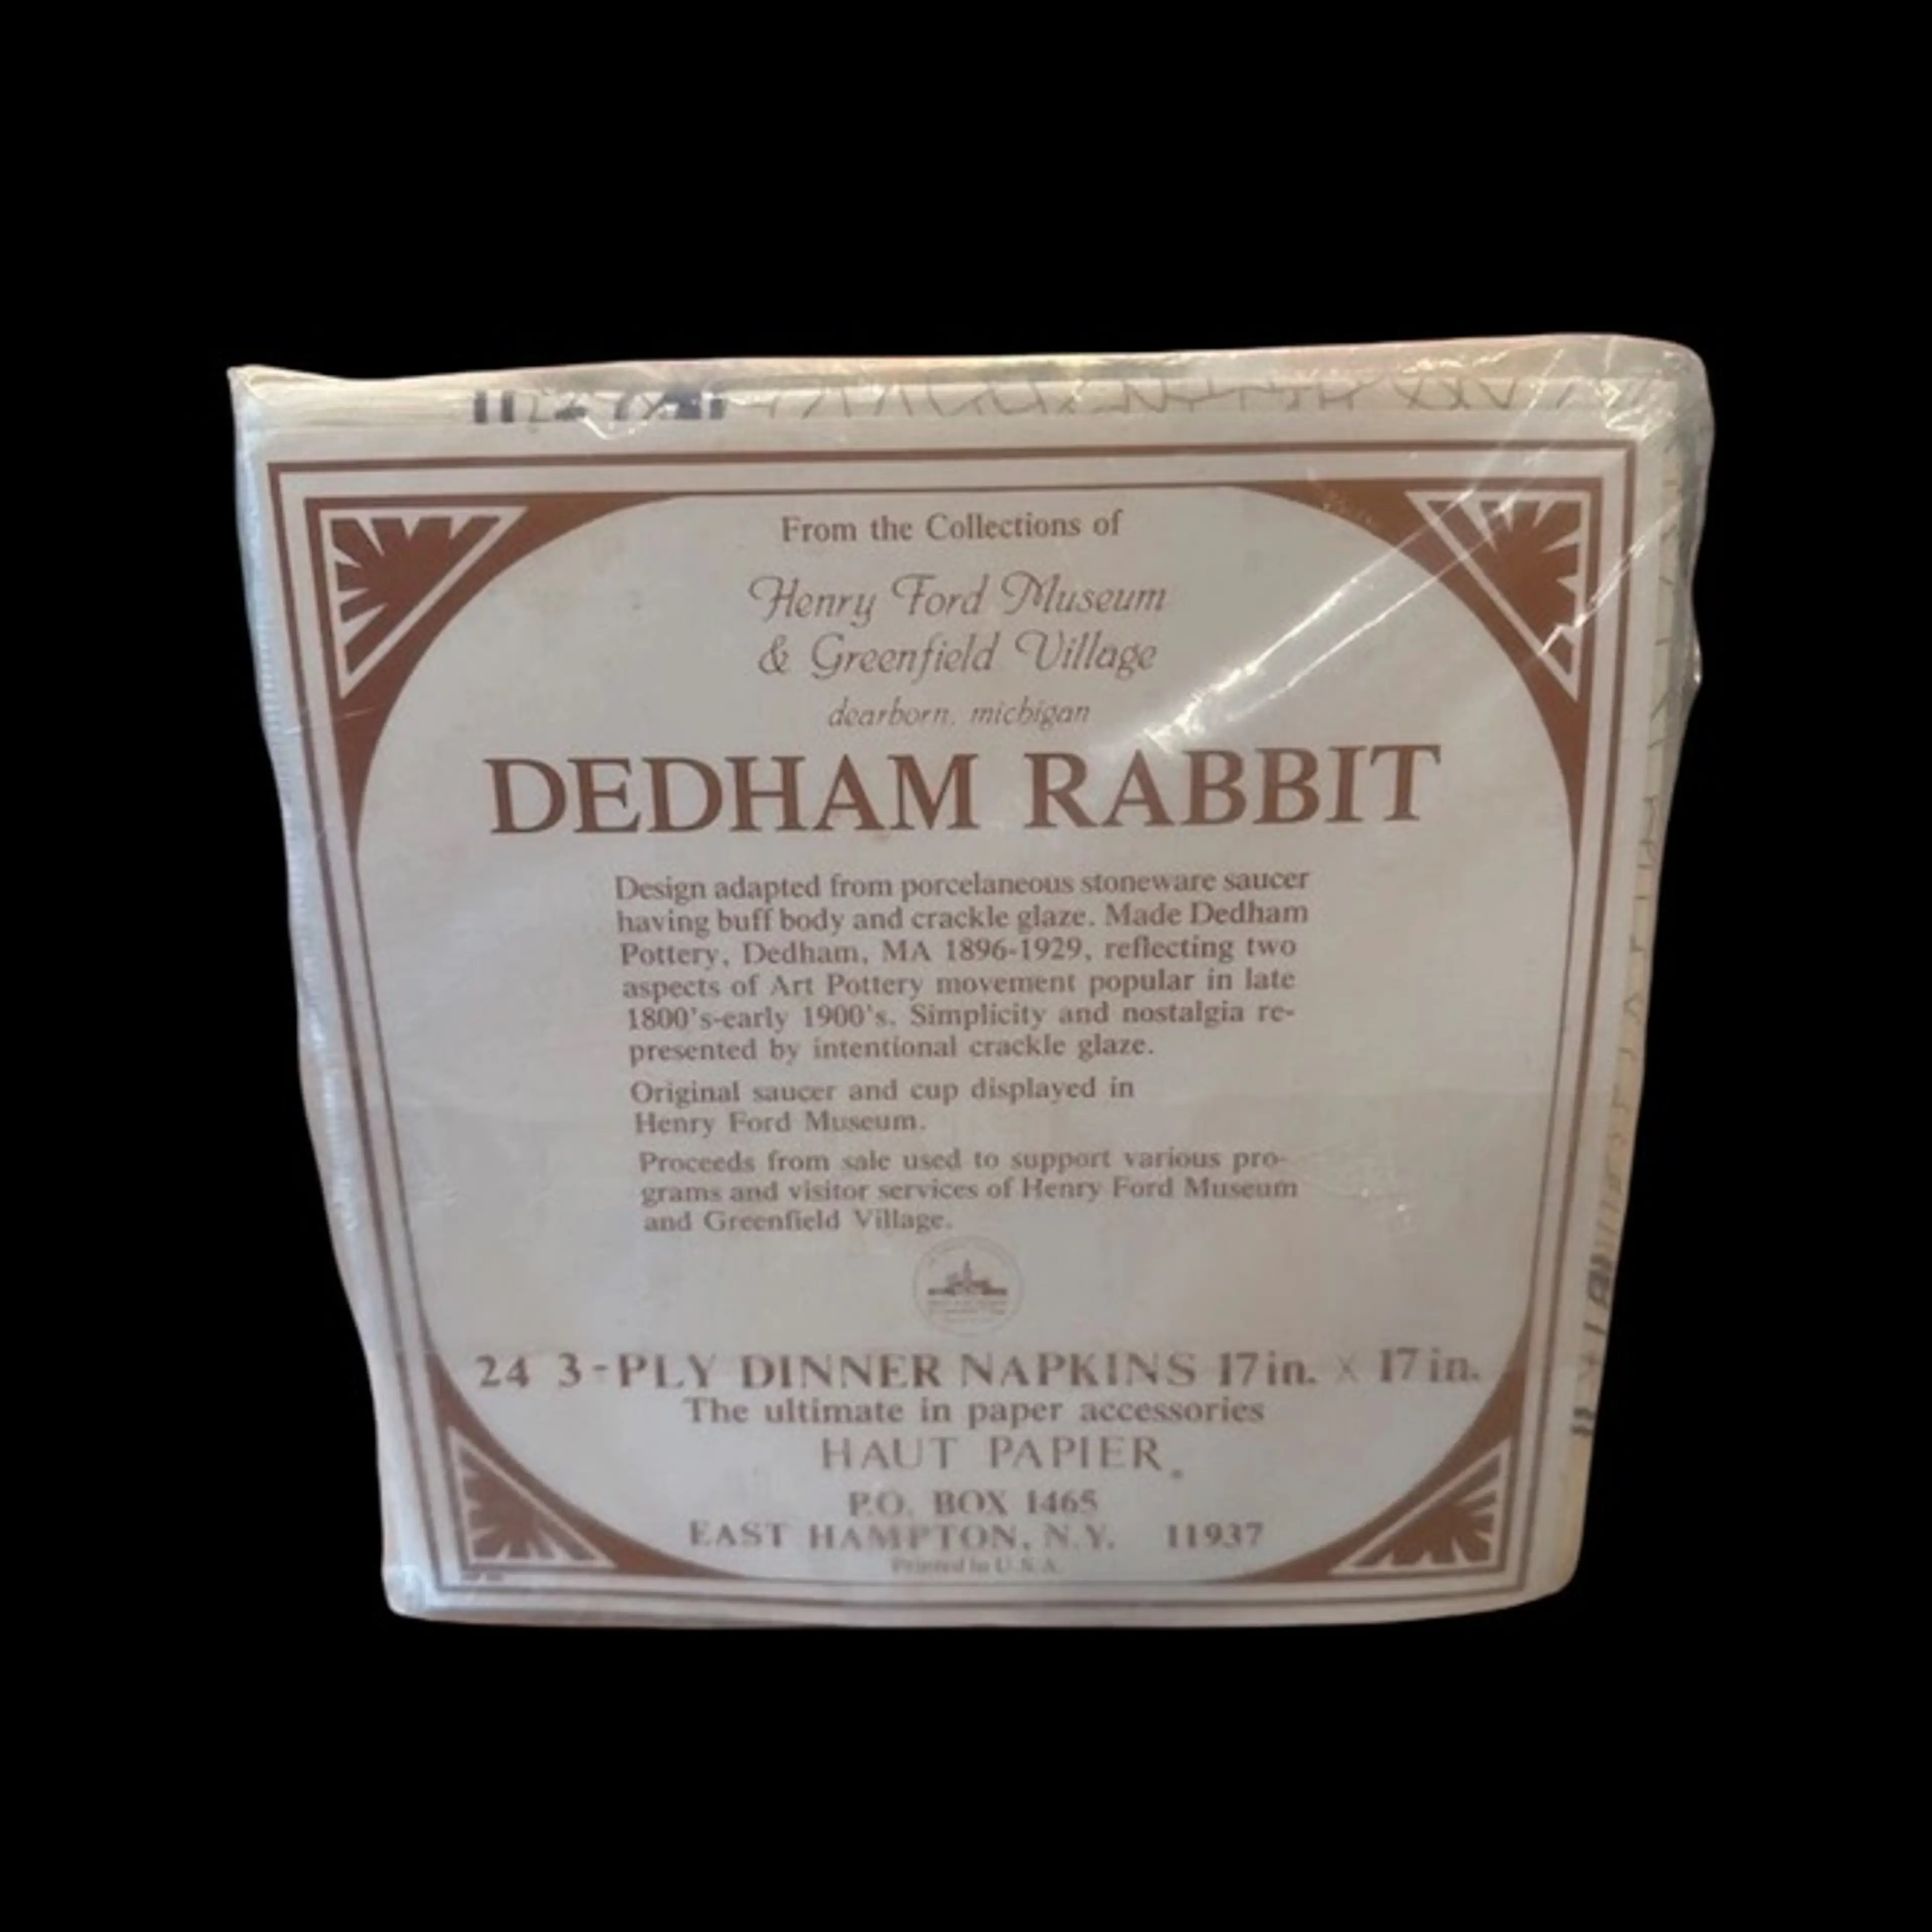 From the Collections of
Henry Ford Museum
& Greenfield Village
dearborn, michigan
DEDHAM RABBIT
Design adapted from porcelaneous stoneware saucer
having buff body and crackle glaze. Made Dedham
Pottery, Dedham, MA 1896-1929, reflecting two
aspects of Art Pottery movement popular in late
1800's-early 1900's. Simplicity and nostalgia re-
presented by intentional crackle glaze.
Original saucer and cup displayed in
Henry Ford Museum.
Proceeds from sale used to support various pro-
grams and visitor services of Henry Ford Museum
and Greenfield Village.
24 3-PLY DINNER NAPKINS 17in. x 17in.
The ultimate in paper accessories
HAUT PAPIER
P.O. BOX 1465
EAST HAMPTON, N.Y. 11937
Printed In U.S.A.